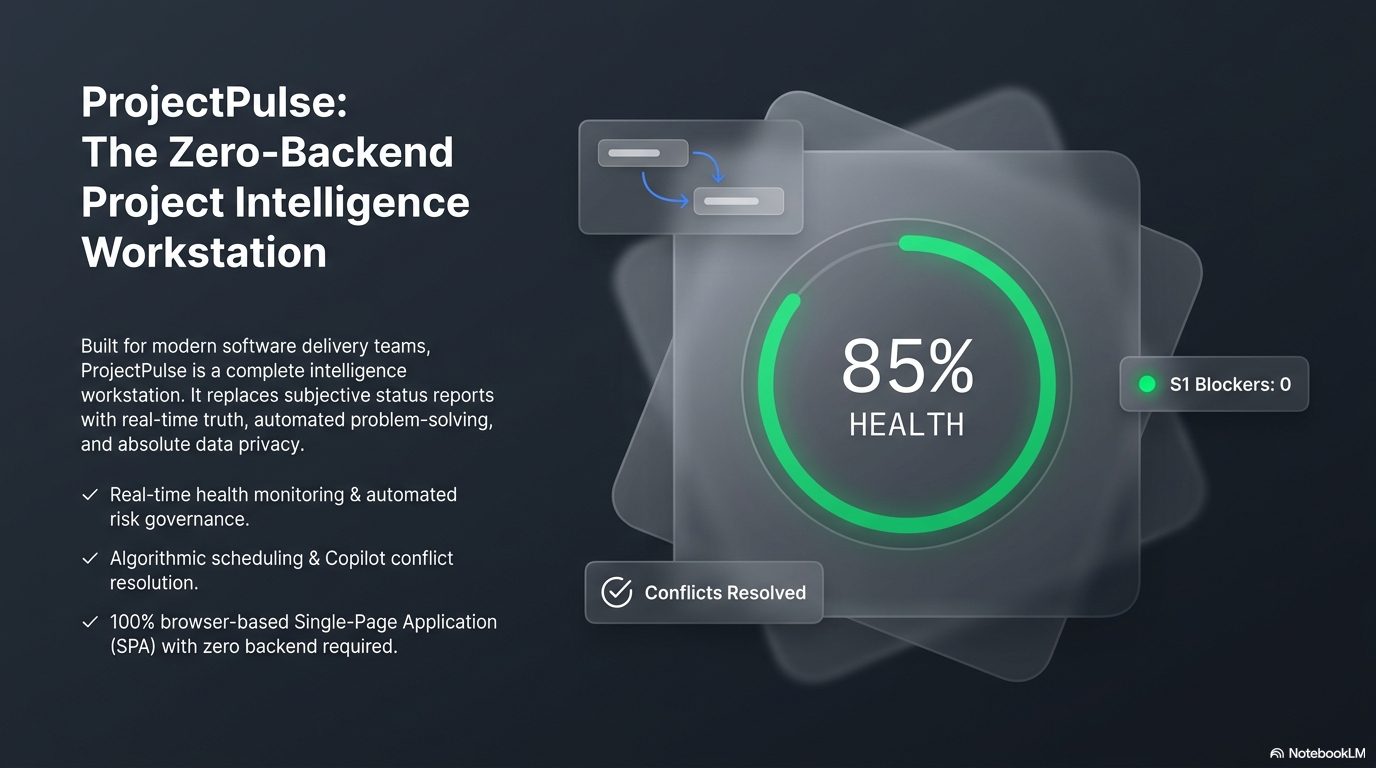 ProjectPulse:
The Zero-Backend
Project Intelligence
Workstation
Built for modern software delivery teams,
ProjectPulse is a complete intelligence
workstation. It replaces subjective status reports
with real-time truth, automated problem-solving,
and absolute data privacy.
Real-time health monitoring & automated
risk governance.
Algorithmic scheduling & Copilot conflict
resolution.
100% browser-based Single-Page Application
(SPA) with zero backend required.
85%
HEALTH
S1 Blockers: 0
Conflicts Resolved
NotebookLM